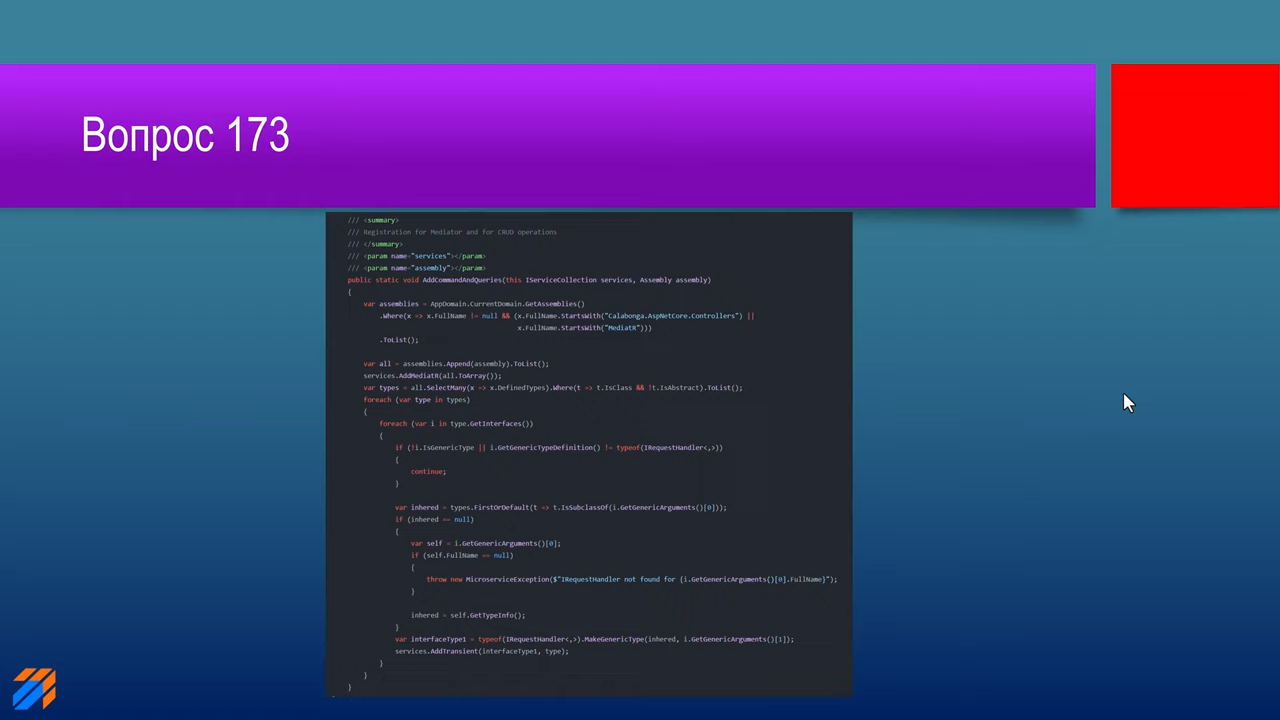 Вопрос 173
/// <summary>
/// Registration for Mediator and for CRUD operations
/// </summary>
/// <param name="services"></param>
/// <param name="assembly"></param>
public static void AddCommandAndQueries(this IServiceCollection services, Assembly assembly)
{
var assemblies = AppDomain.CurrentDomain.GetAssemblies()
.Where(x => x.FullName != null && (x.FullName.StartsWith("Calabonga.AspNetCore.Controllers") ||
x.FullName.StartsWith("MediatR")))
.ToList();
var all = assemblies.Append(assembly).ToList();
services.AddMediatR(all.ToArray());
var types = all.SelectMany(x => x.DefinedTypes).Where(t => t.IsClass && !t.IsAbstract).ToList();
foreach (var type in types)
{
foreach (var i in type.GetInterfaces())
{
if (!i.IsGenericType || i.GetGenericTypeDefinition() != typeof(IRequestHandler<,>))
{
continue;
}
var inhered = types.FirstOrDefault(t => t.IsSubclassOf(i.GetGenericArguments()[0]));
if (inhered == null)
{
var self = i.GetGenericArguments()[0];
if (self.FullName == null)
{
throw new MicroserviceException($"IRequestHandler not found for {i.GetGenericArguments()[0].FullName}");
}
inhered = self.GetTypeInfo();
}
var interfaceType1 = typeof(IRequestHandler<,>).MakeGenericType(inhered, i.GetGenericArguments()[1]);
services.AddTransient(interfaceType1, type);
}
}
}